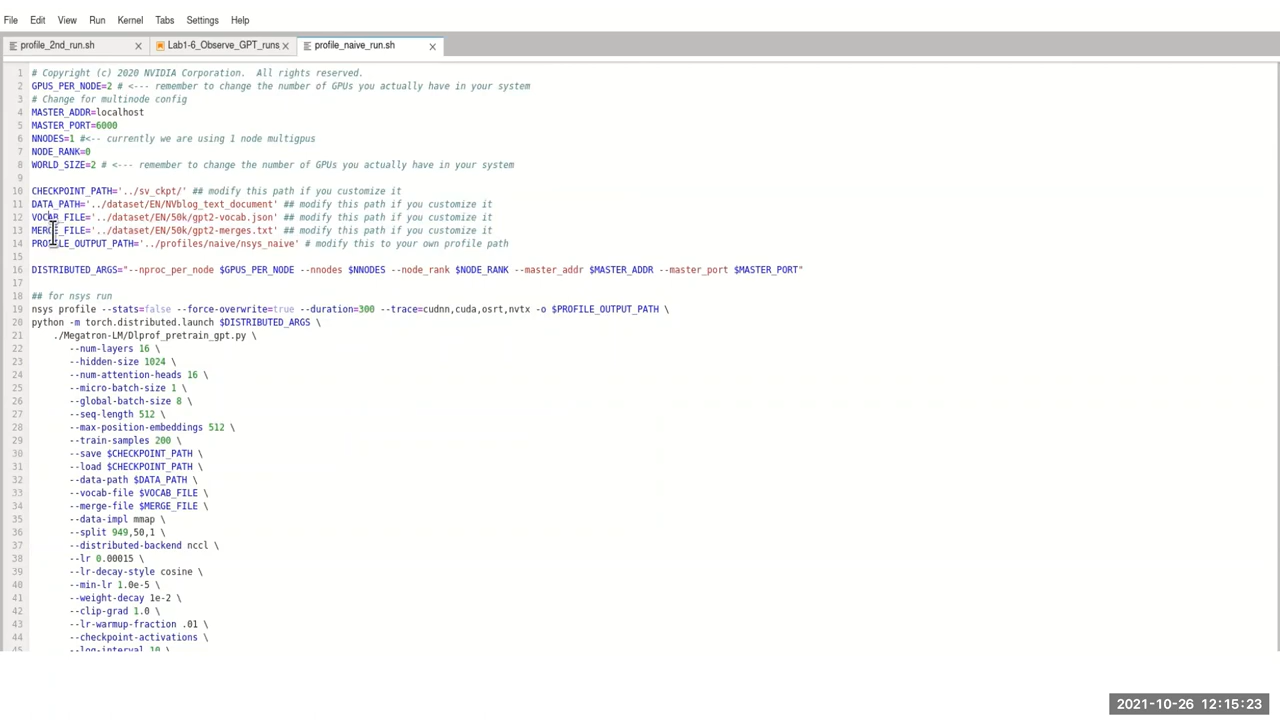 File Edit View Run Kernel Tabs Settings Help
profile_2nd_run.sh Lab1-6_Observe_GPT_runs profile_naive_run.sh
1 # Copyright (c) 2020 NVIDIA Corporation. All rights reserved.
2 GPUS_PER_NODE=2 # <--- remember to change the number of GPUs you actually have in your system
3 # Change for multinode config
4 MASTER_ADDR=localhost
5 MASTER_PORT=6000
6 NNODES=1 #<-- currently we are using 1 node multigpus
7 NODE_RANK=0
8 WORLD_SIZE=2 # <--- remember to change the number of GPUs you actually have in your system
9
10 CHECKPOINT_PATH='../sv_ckpt/' ## modify this path if you customize it
11 DATA_PATH='../dataset/EN/NVblog_text_document' ## modify this path if you customize it
12 VOCAB_FILE='../dataset/EN/50k/gpt2-vocab.json' ## modify this path if you customize it
13 MERGE_FILE='../dataset/EN/50k/gpt2-merges.txt' ## modify this path if you customize it
14 PROFILE_OUTPUT_PATH='../profiles/naive/nsys_naive' # modify this to your own profile path
15
16 DISTRIBUTED_ARGS="--nproc_per_node $GPUS_PER_NODE --nnodes $NNODES --node_rank $NODE_RANK --master_addr $MASTER_ADDR --master_port $MASTER_PORT"
17
18 ## for nsys run
19 nsys profile --stats=false --force-overwrite=true --duration=300 --trace=cudnn,cuda,osrt,nvtx -o $PROFILE_OUTPUT_PATH \
20 python -m torch.distributed.launch $DISTRIBUTED_ARGS \
21 ./Megatron-LM/Dlprof_pretrain_gpt.py \
22 --num-layers 16 \
23 --hidden-size 1024 \
24 --num-attention-heads 16 \
25 --micro-batch-size 1 \
26 --global-batch-size 8 \
27 --seq-length 512 \
28 --max-position-embeddings 512 \
29 --train-samples 200 \
30 --save $CHECKPOINT_PATH \
31 --load $CHECKPOINT_PATH \
32 --data-path $DATA_PATH \
33 --vocab-file $VOCAB_FILE \
34 --merge-file $MERGE_FILE \
35 --data-impl mmap \
36 --split 949,50,1 \
37 --distributed-backend nccl \
38 --lr 0.00015 \
39 --lr-decay-style cosine \
40 --min-lr 1.0e-5 \
41 --weight-decay 1e-2 \
42 --clip-grad 1.0 \
43 --lr-warmup-fraction .01 \
44 --checkpoint-activations \
45 --log-interval 10 \
2021-10-26 12:15:23